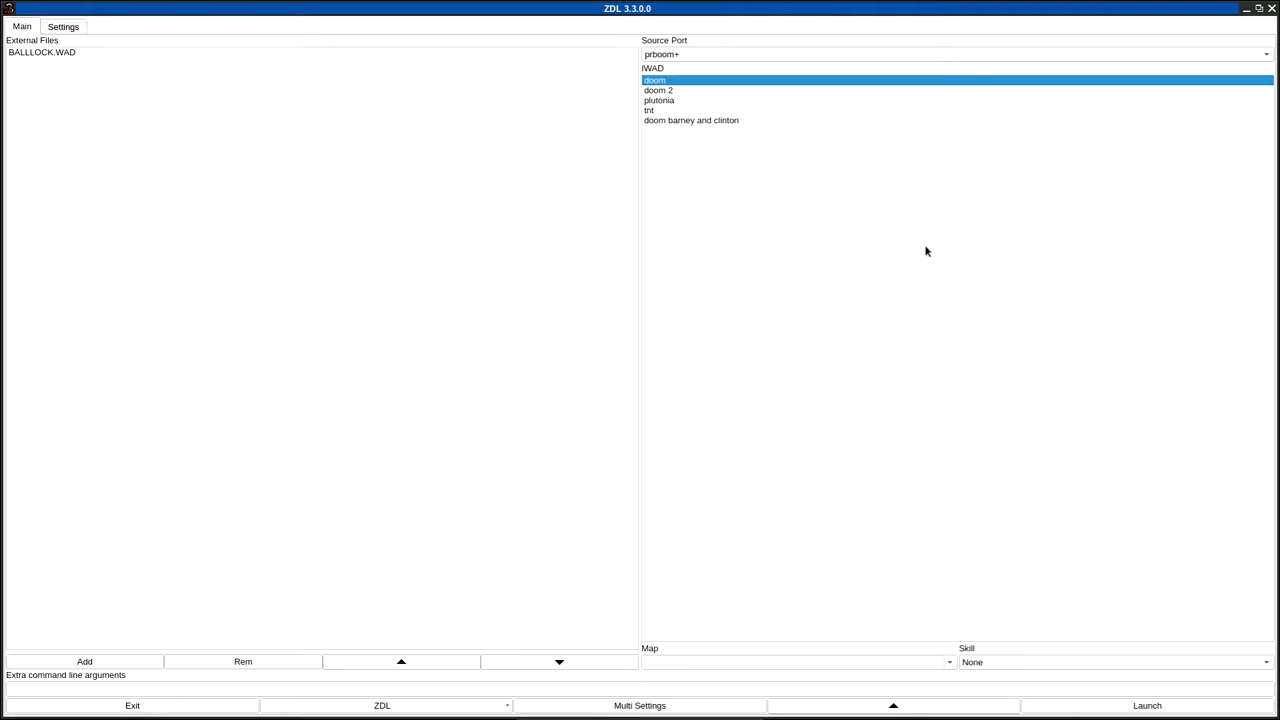 ZDL 3.3.0.0
Main Settings
External Files
BALLLOCK.WAD
Source Port
prboom+
IWAD
doom
doom 2
plutonia
tnt
doom barney and clinton
Add Rem
Map Skill
None
Extra command line arguments
Exit ZDL Multi Settings Launch